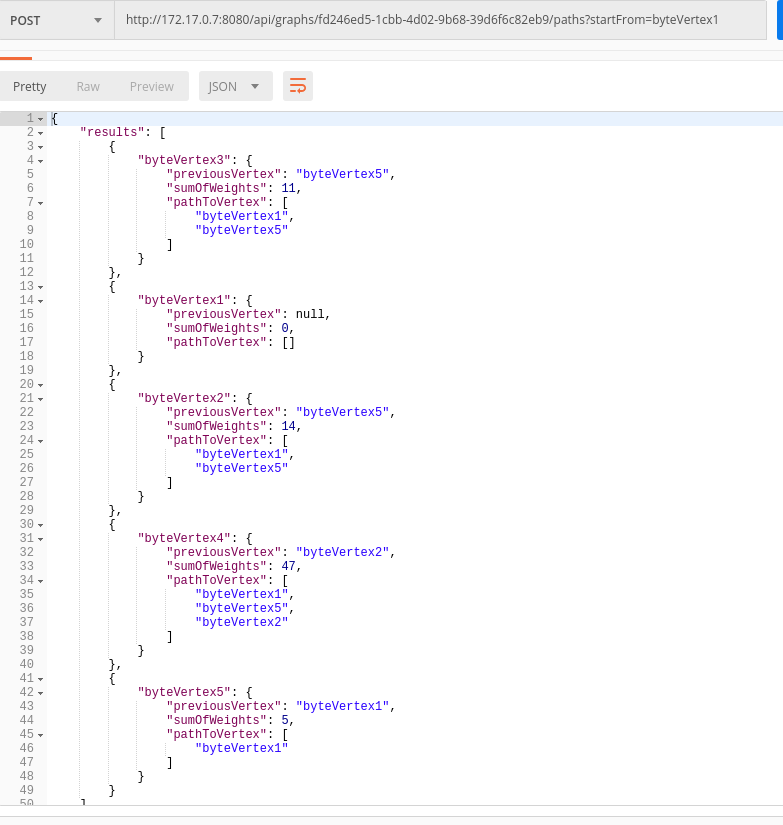 POST http://172.17.0.7:8080/api/graphs/fd246ed5-1cbb-4d02-9b68-39d6f6c82eb9/paths?startFrom=byteVertex1
Pretty Raw Preview JSON
1 {
2 "results": [
3 {
4 "byteVertex3": {
5 "previousVertex": "byteVertex5",
6 "sumOfWeights": 11,
7 "pathToVertex": [
8 "byteVertex1",
9 "byteVertex5"
10 ]
11 }
12 },
13 {
14 "byteVertex1": {
15 "previousVertex": null,
16 "sumOfWeights": 0,
17 "pathToVertex": []
18 }
19 },
20 {
21 "byteVertex2": {
22 "previousVertex": "byteVertex5",
23 "sumOfWeights": 14,
24 "pathToVertex": [
25 "byteVertex1",
26 "byteVertex5"
27 ]
28 }
29 },
30 {
31 "byteVertex4": {
32 "previousVertex": "byteVertex2",
33 "sumOfWeights": 47,
34 "pathToVertex": [
35 "byteVertex1",
36 "byteVertex5",
37 "byteVertex2"
38 ]
39 }
40 },
41 {
42 "byteVertex5": {
43 "previousVertex": "byteVertex1",
44 "sumOfWeights": 5,
45 "pathToVertex": [
46 "byteVertex1"
47 ]
48 }
49 }
50 ]